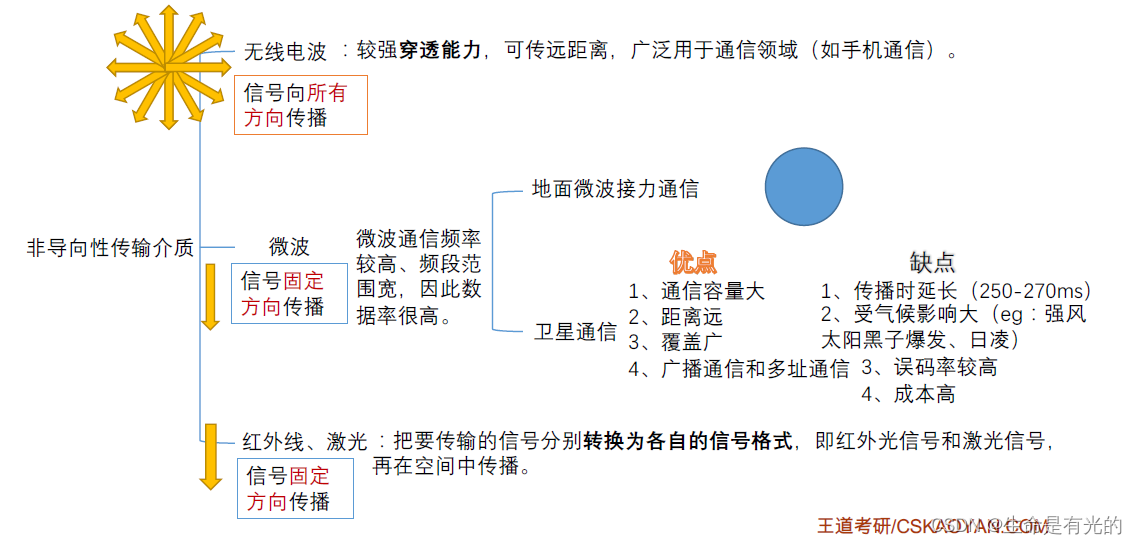 无线电波：较强穿透能力，可传远距离，广泛用于通信领域（如手机通信）。
信号向所有
方向传播
非导向性传输介质
微波
信号固定
方向传播
微波通信频率
较高、频段范
围宽，因此数
据率很高。
地面微波接力通信
卫星通信
优点
1、通信容量大
2、距离远
3、覆盖广
4、广播通信和多址通信
缺点
1、传播时延长（250-270ms）
2、受气候影响大（eg：强风
太阳黑子爆发、日凌）
3、误码率较高
4、成本高
红外线、激光：把要传输的信号分别转换为各自的信号格式，即红外光信号和激光信号，
再在空间中传播。
信号固定
方向传播
王道考研/CSKAOYAN.COM
CSDN @生命是有光的